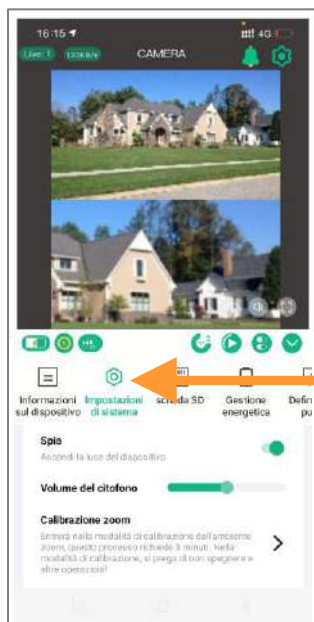 16:15
4G
Live: 1
CAMERA
Informazioni sul dispositivo
Impostazioni di sistema
scheda SD
Gestione energetica
Spia
Accendi la luce del dispositivo
Volume del citofono
Calibrazione zoom
Entrerà nella modalità di calibrazione dell'ambiente
zoom, questo processo richiede 3 minuti. Nella
modalità di calibrazione, si prega di non spegnere e
altre operazioni!